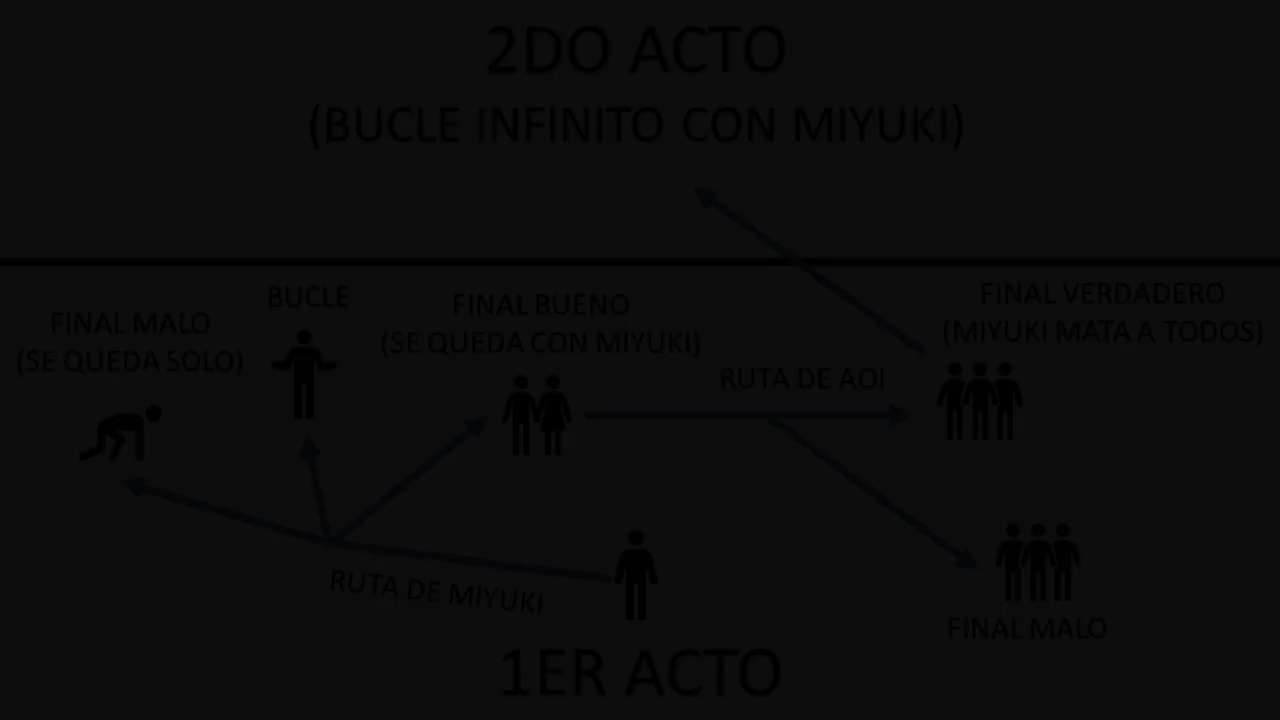 2DO ACTO
(BUCLE INFINITO CON MIYUKI)
FINAL MALO
(SE QUEDA SOLO)
BUCLE
FINAL BUENO
(SE QUEDA CON MIYUKI)
RUTA DE AOI
FINAL VERDADERO
(MIYUKI MATA A TODOS)
RUTA DE MIYUKI
FINAL MALO
1ER ACTO